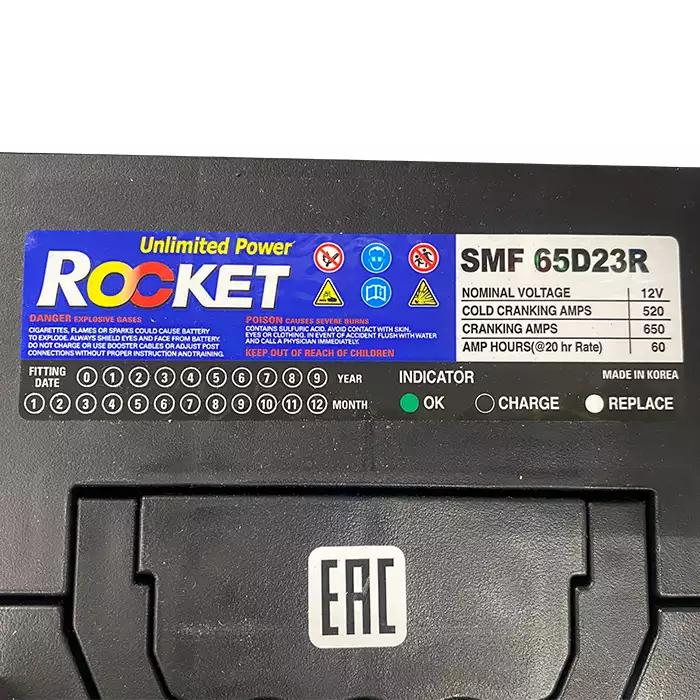 Unlimited Power
ROCKET
DANGER EXPLOSIVE GASES
CIGARETTES, FLAMES OR SPARKS COULD CAUSE BATTERY
TO EXPLODE. ALWAYS SHIELD EYES AND FACE FROM BATTERY.
DO NOT CHARGE OR USE BOOSTER CABLES OR ADJUST POST
CONNECTIONS WITHOUT PROPER INSTRUCTION AND TRAINING.
POISON CAUSES SEVERE BURNS
CONTAINS SULFURIC ACID. AVOID CONTACT WITH SKIN,
EYES OR CLOTHING. IN EVENT OF ACCIDENT FLUSH WITH WATER
AND CALL A PHYSICIAN IMMEDIATELY.
KEEP OUT OF REACH OF CHILDREN
SMF 65D23R
NOMINAL VOLTAGE 12V
COLD CRANKING AMPS 520
CRANKING AMPS 650
AMP HOURS(@20 hr Rate) 60
FITTING
DATE
0 1 2 3 4 5 6 7 8 9 YEAR
1 2 3 4 5 6 7 8 9 10 11 12 MONTH
INDICATOR
MADE IN KOREA
OK CHARGE REPLACE
EAC